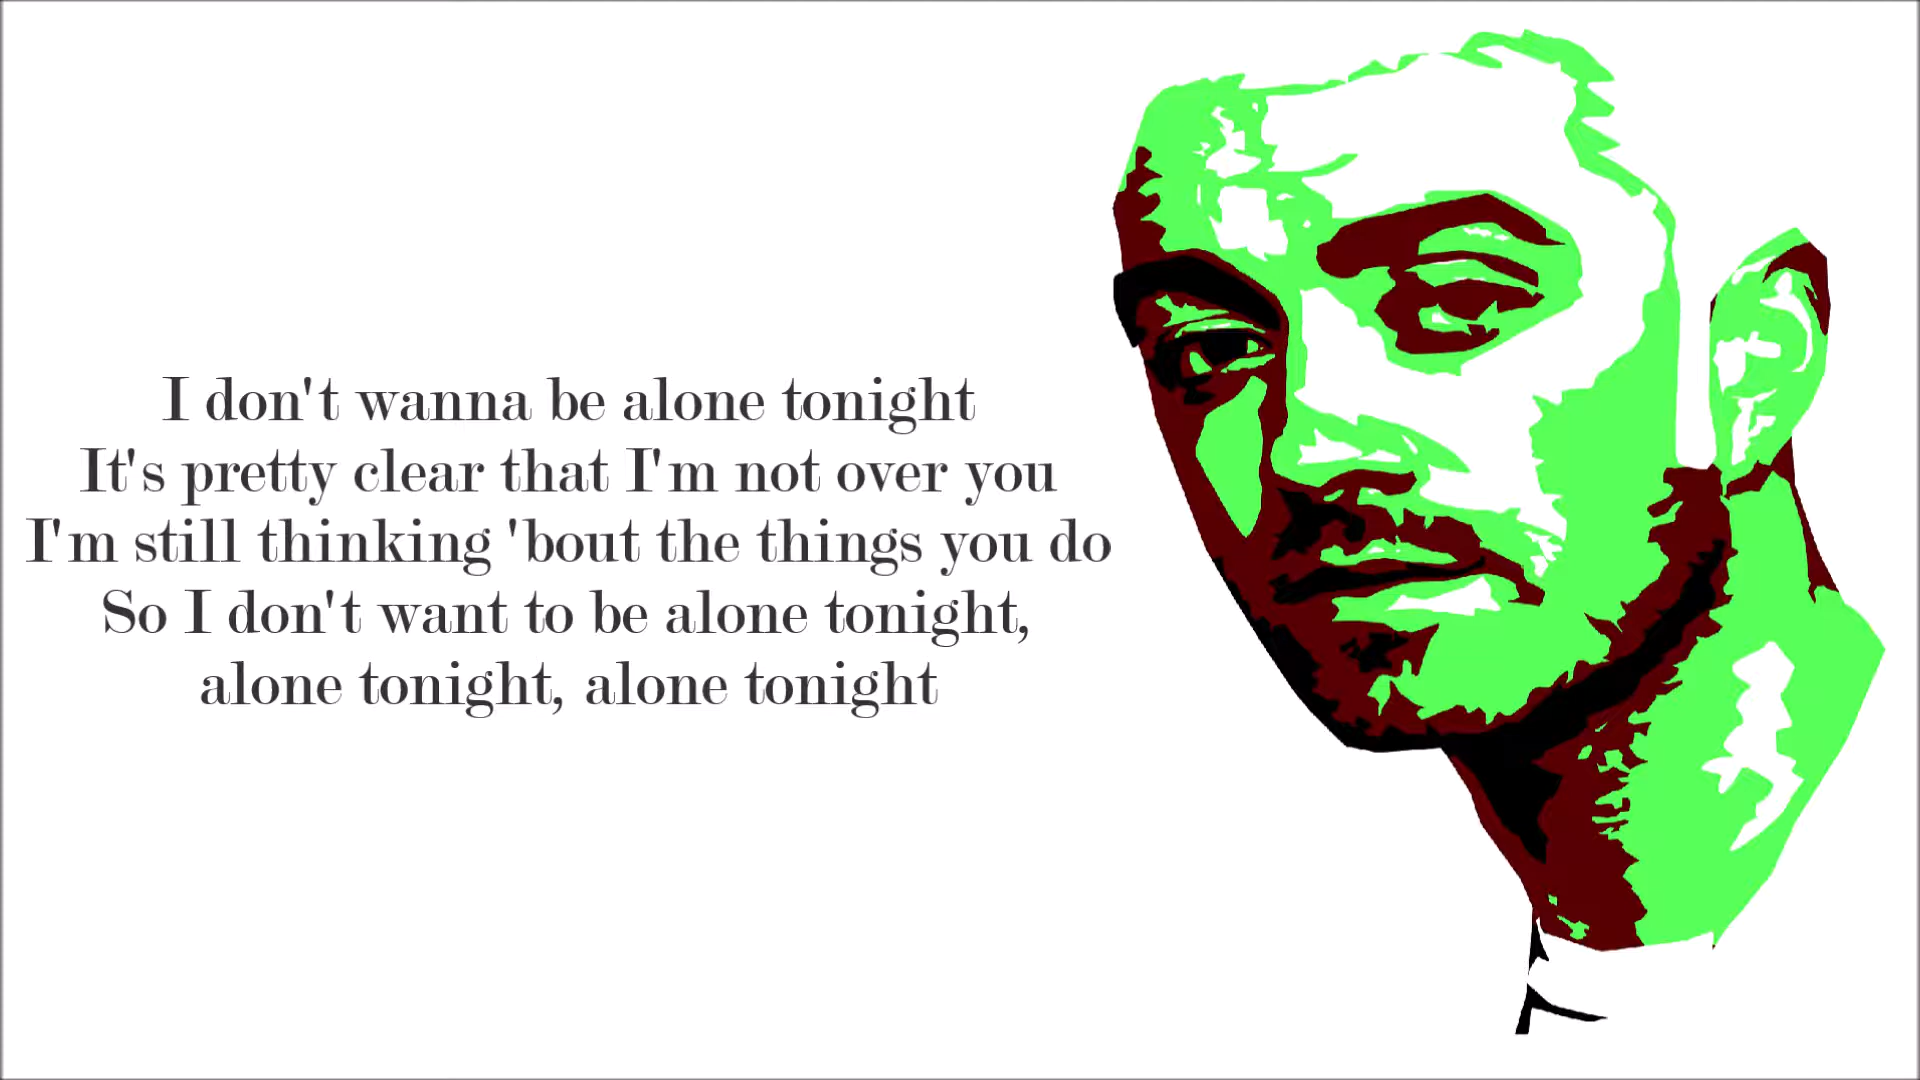 I don't wanna be alone tonight
It's pretty clear that I'm not over you
I'm still thinking 'bout the things you do
So I don't want to be alone tonight,
alone tonight, alone tonight